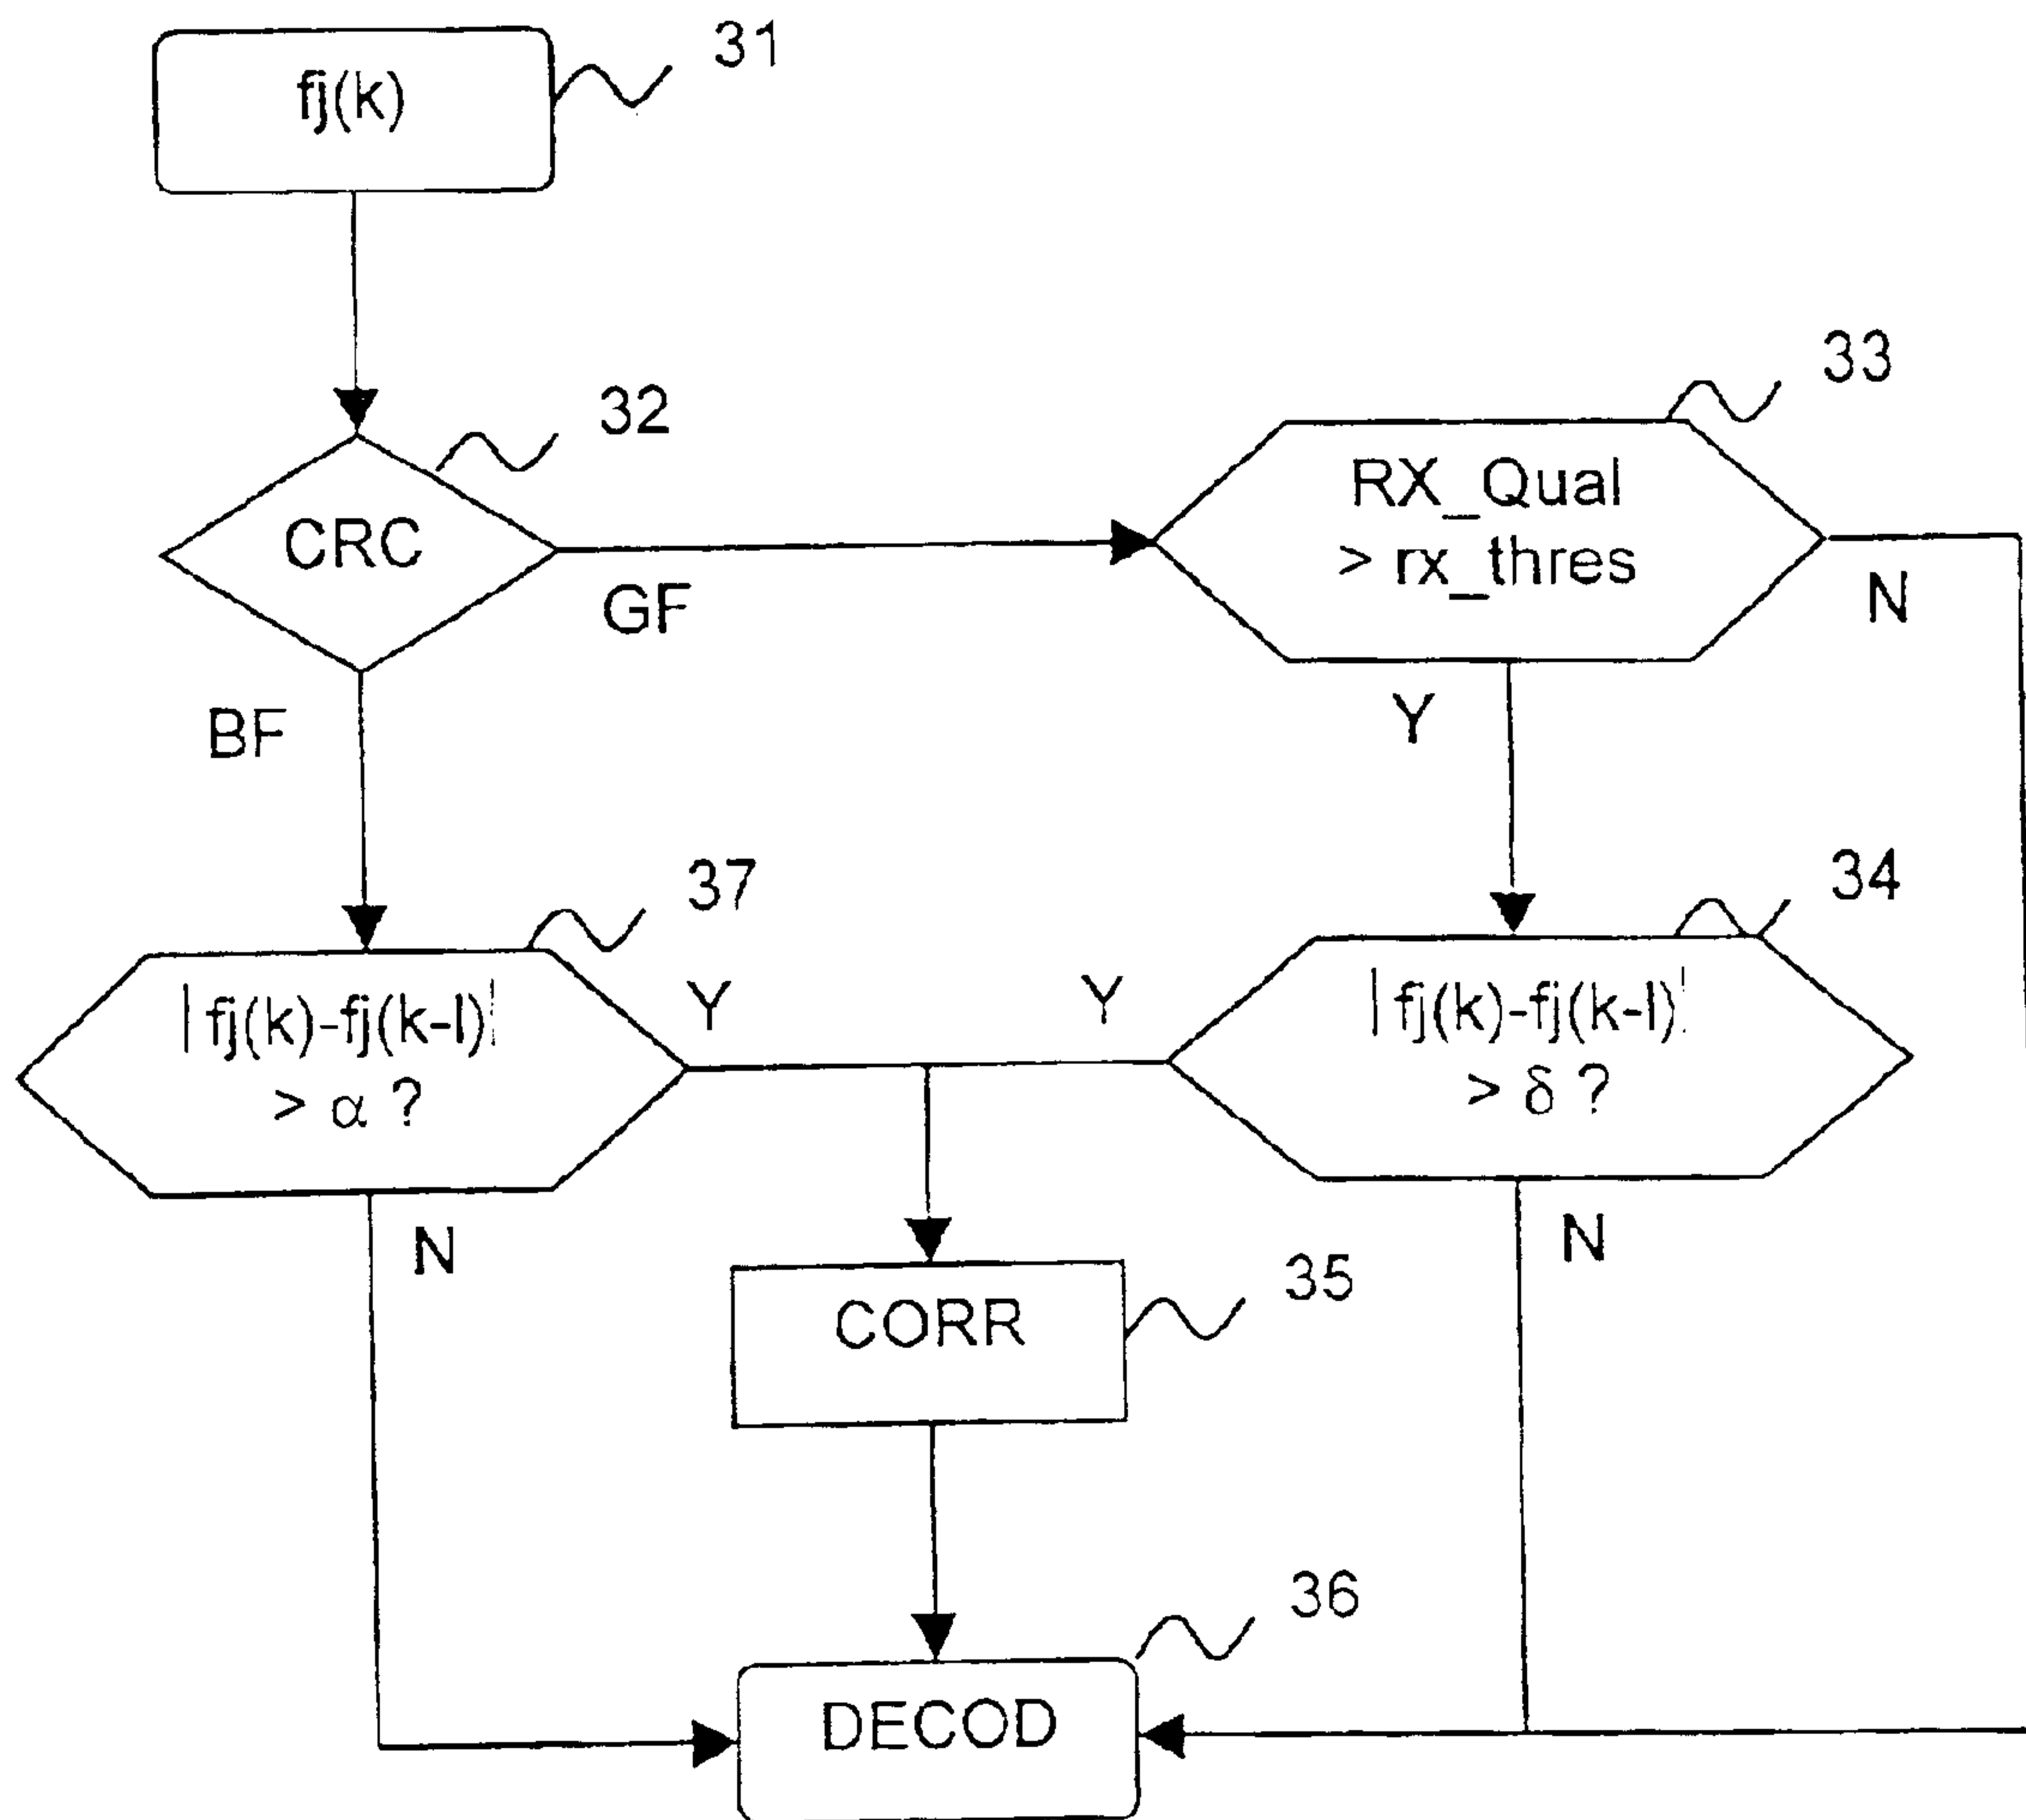 31
fj(k)
32
CRC
GF
33
RX_Qual
> rx_thres
N
BF
Y
37
|fj(k)-fj(k-l)|
> α ?
Y
Y
34
|fj(k)-fj(k-l)|
> δ ?
N
N
35
CORR
36
DECOD